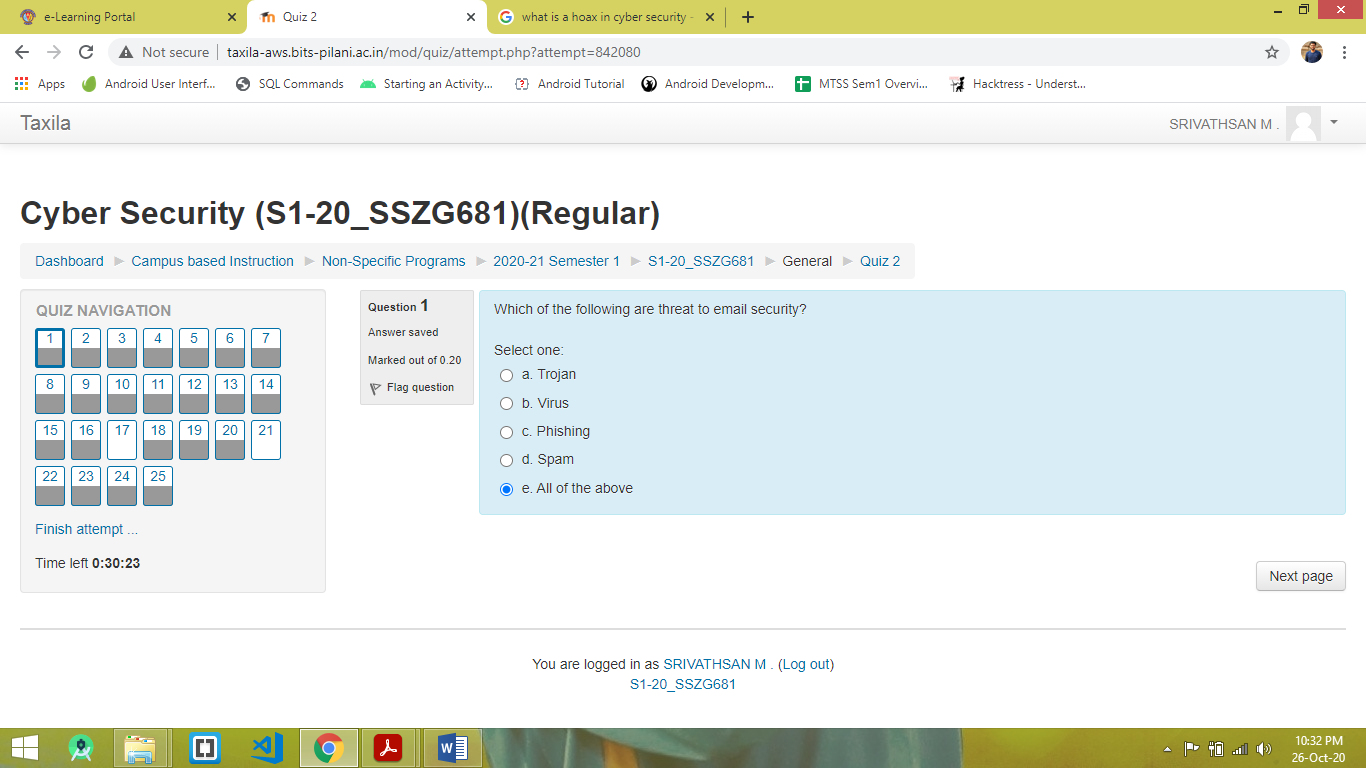 e-Learning Portal
Quiz 2
what is a hoax in cyber security -
Not secure
taxila-aws.bits-pilani.ac.in/mod/quiz/attempt.php?attempt=842080
Apps
Android User Interf...
SQL Commands
Starting an Activity...
Android Tutorial
Android Developm...
MTSS Sem1 Overvi...
Hacktress - Underst...
Taxila
SRIVATHSAN M .
Cyber Security (S1-20_SSZG681)(Regular)
Dashboard
Campus based Instruction
Non-Specific Programs
2020-21 Semester 1
S1-20_SSZG681
General
Quiz 2
QUIZ NAVIGATION
1 2 3 4 5 6 7
8 9 10 11 12 13 14
15 16 17 18 19 20 21
22 23 24 25
Finish attempt ...
Time left 0:30:23
Question 1
Answer saved
Marked out of 0.20
Flag question
Which of the following are threat to email security?
Select one:
a. Trojan
b. Virus
c. Phishing
d. Spam
e. All of the above
Next page
You are logged in as SRIVATHSAN M . (Log out)
S1-20_SSZG681
10:32 PM
26-Oct-20